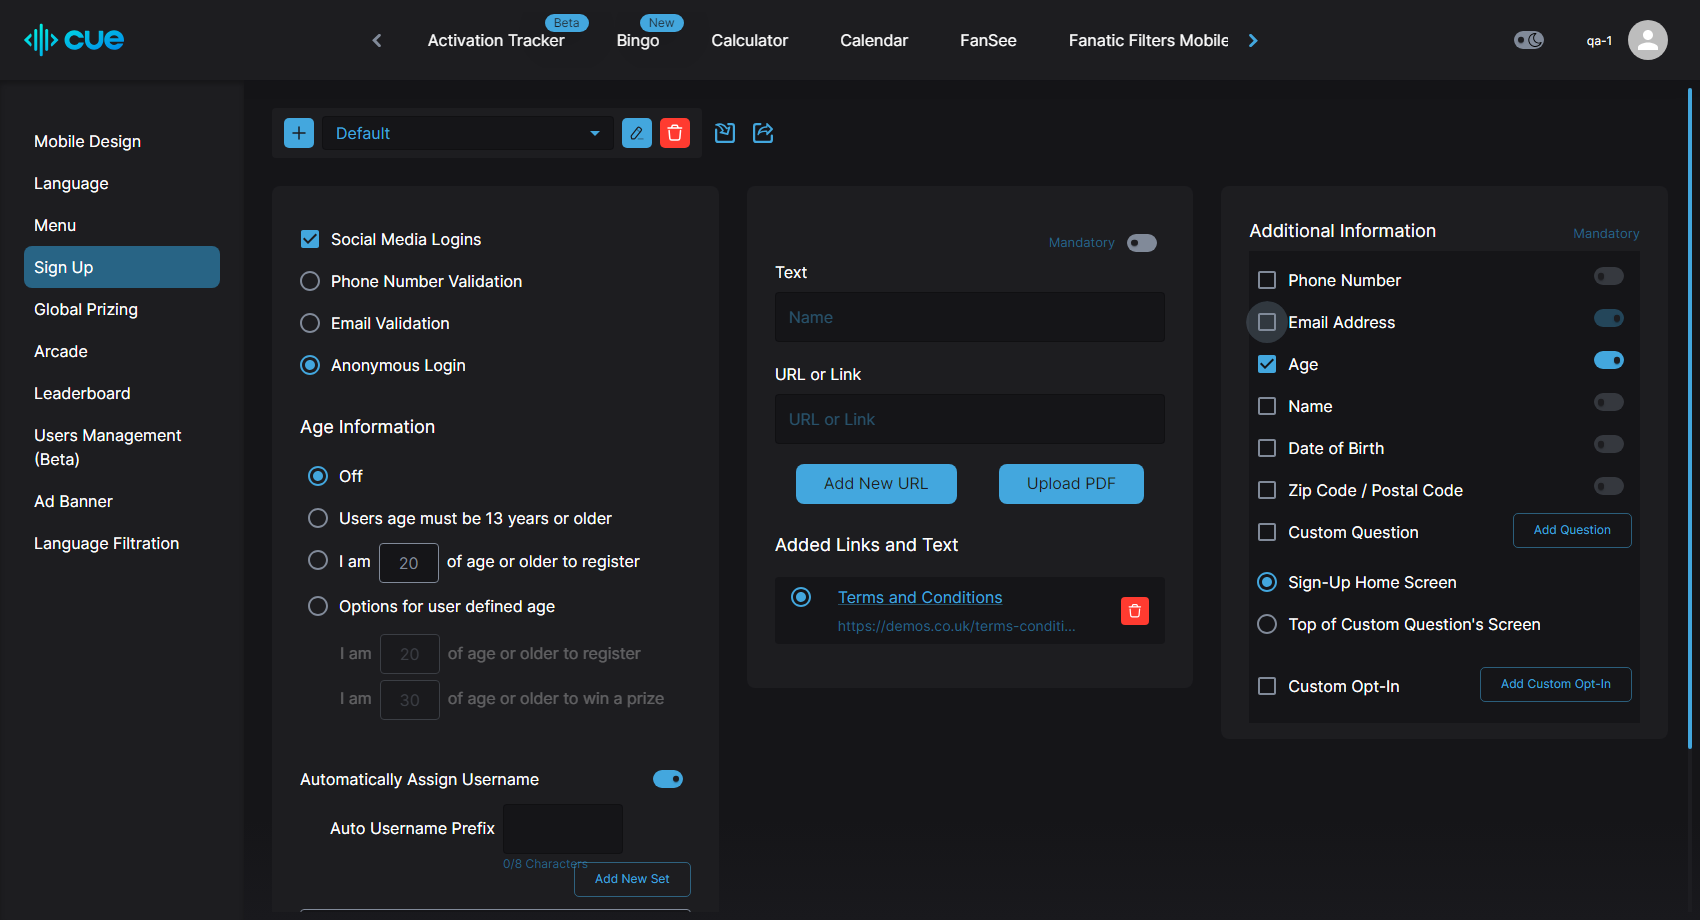 cue
Beta
New
Activation Tracker
Bingo
Calculator
Calendar
FanSee
Fanatic Filters Mobile
qa-1
Mobile Design
Language
Menu
Sign Up
Global Prizing
Arcade
Leaderboard
Users Management
(Beta)
Ad Banner
Language Filtration
Default
Social Media Logins
Phone Number Validation
Email Validation
Anonymous Login
Age Information
Off
Users age must be 13 years or older
I am 20 of age or older to register
Options for user defined age
I am 20 of age or older to register
I am 30 of age or older to win a prize
Automatically Assign Username
Auto Username Prefix
0/8 Characters
Add New Set
Mandatory
Text
Name
URL or Link
URL or Link
Add New URL
Upload PDF
Added Links and Text
Terms and Conditions
https://demos.co.uk/terms-conditi...
Additional Information
Mandatory
Phone Number
Email Address
Age
Name
Date of Birth
Zip Code / Postal Code
Custom Question
Add Question
Sign-Up Home Screen
Top of Custom Question's Screen
Custom Opt-In
Add Custom Opt-In